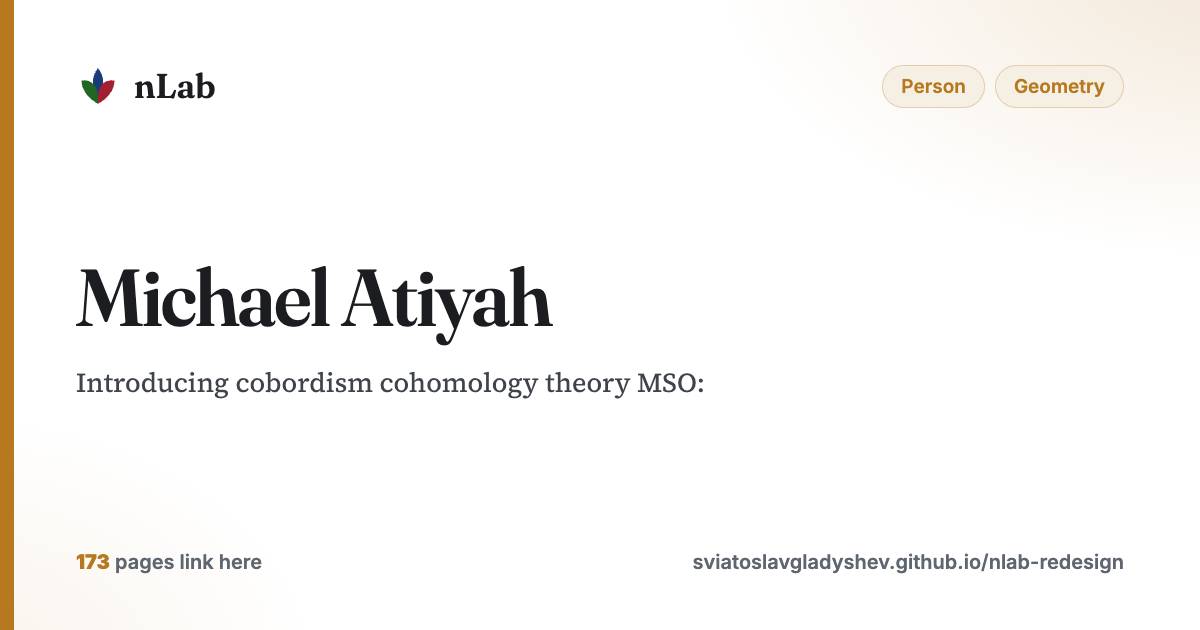 nLab
Person
Geometry
Michael Atiyah
Introducing cobordism cohomology theory MSO:
173 pages link here
sviatoslavgladyshev.github.io/nlab-redesign